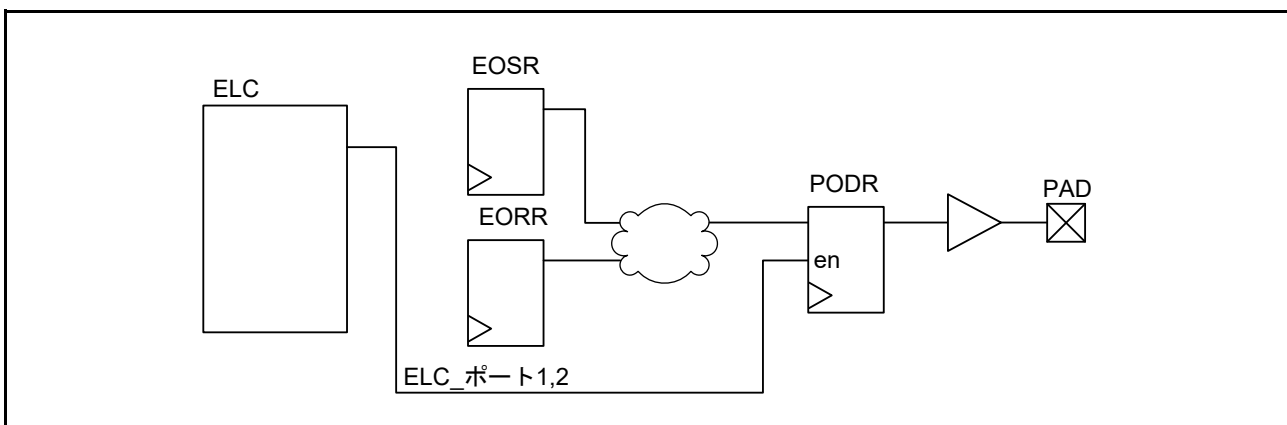 EOSR
ELC
EORR
PODR
PAD
en
ELC_ポート1,2